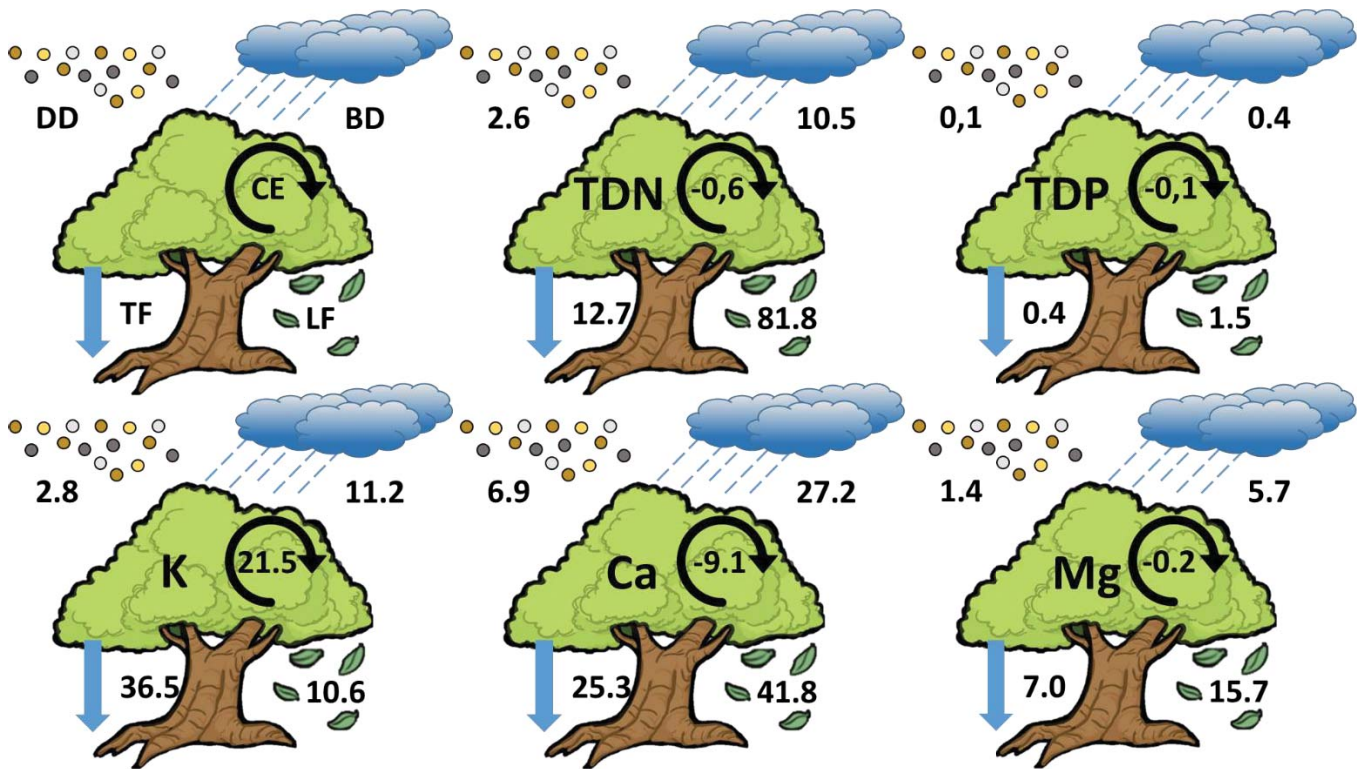 DD BD 2.6 10.5 0,1 0.4
CE TDN -0,6 TDP -0,1
TF LF 12.7 81.8 0.4 1.5
2.8 11.2 6.9 27.2 1.4 5.7
K 21.5 Ca -9.1 Mg -0.2
36.5 10.6 25.3 41.8 7.0 15.7